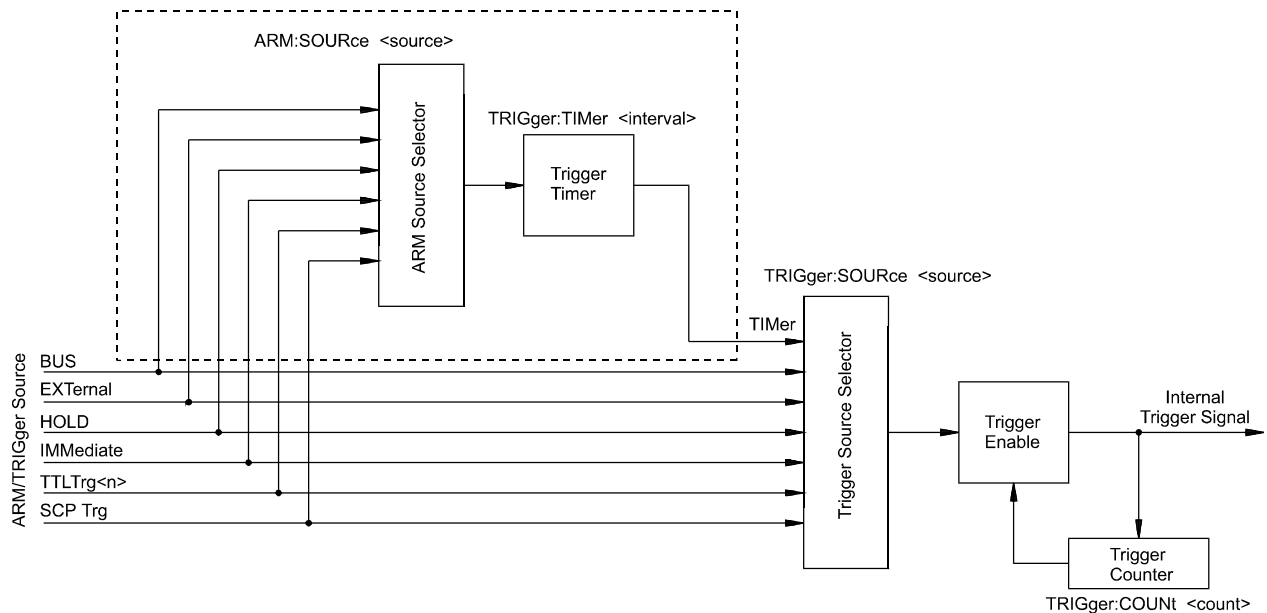 ARM:SOURce <source>
ARM Source Selector
TRIGger:TIMer <interval>
Trigger
Timer
TRIGger:SOURce <source>
TIMer
Trigger Source Selector
ARM/TRIGger Source
BUS
EXTernal
HOLD
IMMediate
TTLTrg<n>
SCP Trg
Trigger
Enable
Internal
Trigger Signal
Trigger
Counter
TRIGger:COUNt <count>